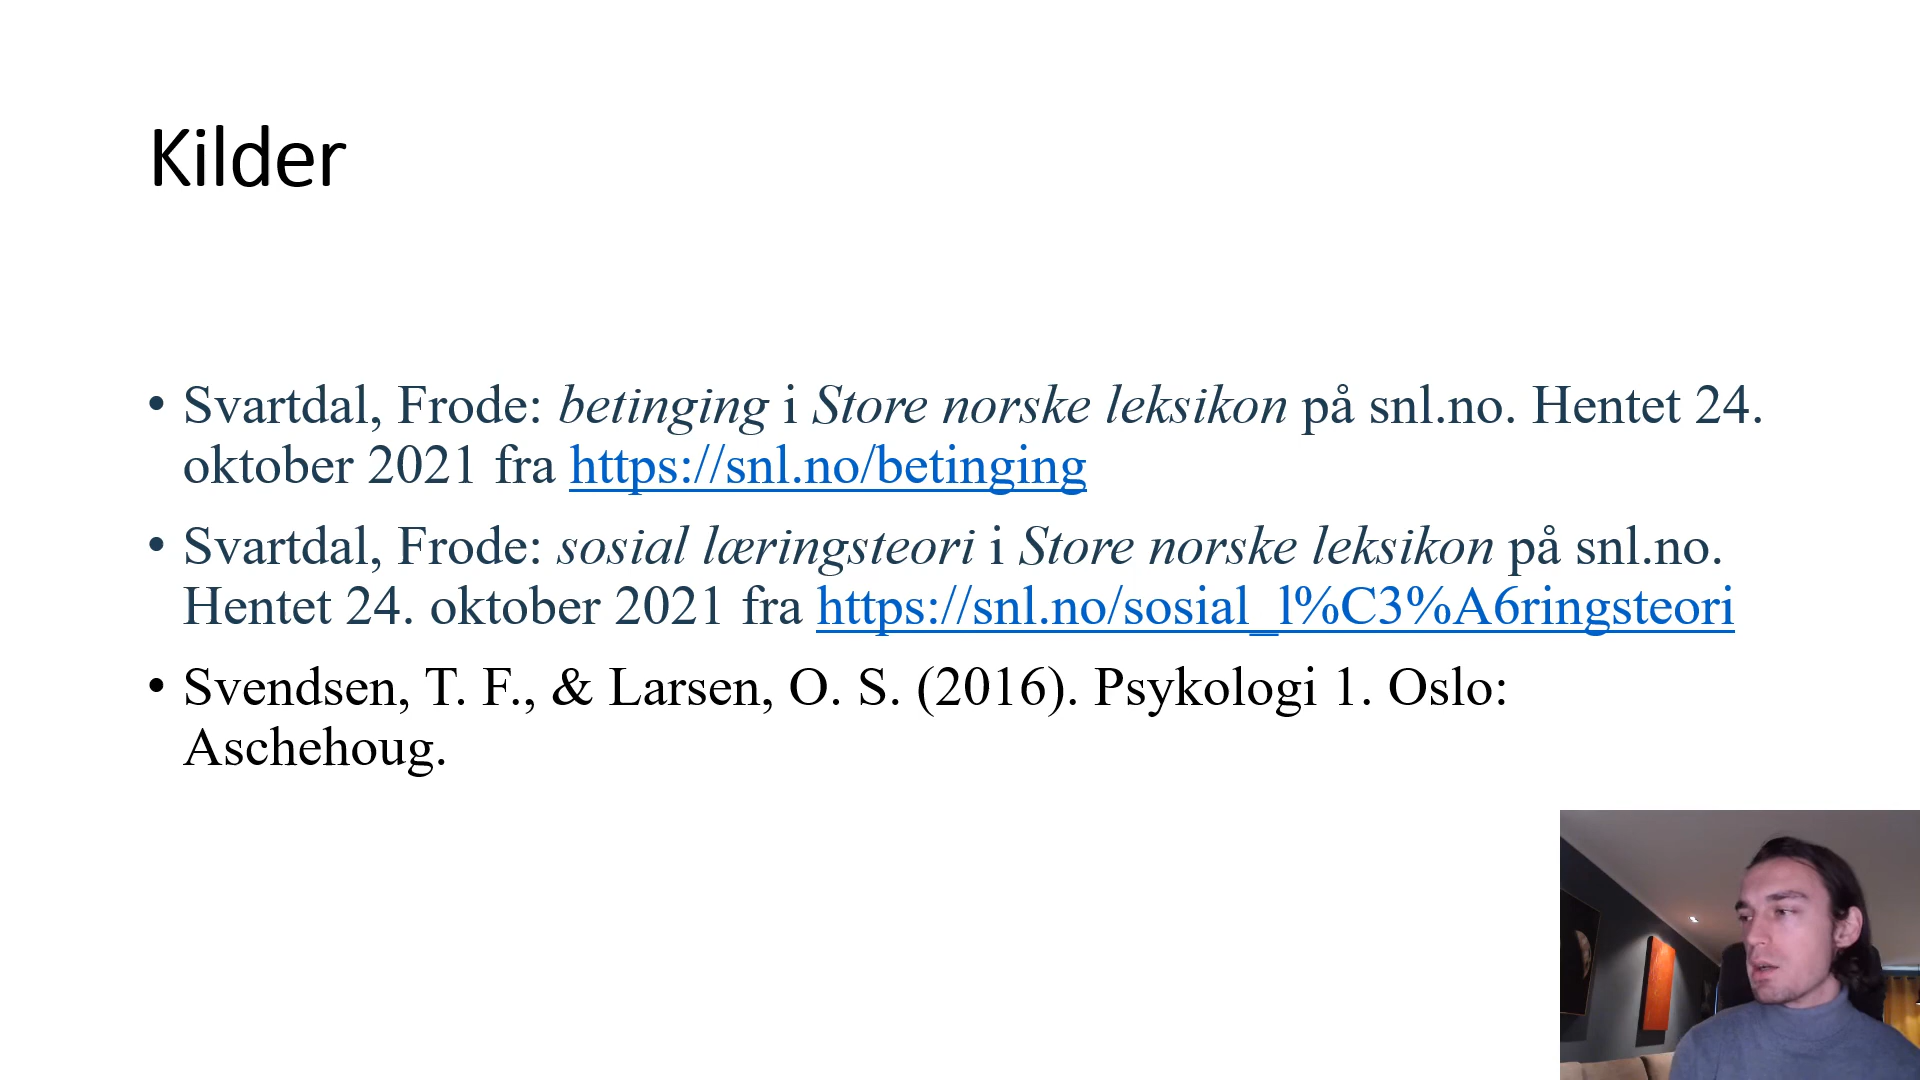 Kilder
• Svartdal, Frode: betinging i Store norske leksikon på snl.no. Hentet 24.
oktober 2021 fra https://snl.no/betinging
• Svartdal, Frode: sosial læringsteori i Store norske leksikon på snl.no.
Hentet 24. oktober 2021 fra https://snl.no/sosial_l%C3%A6ringsteori
• Svendsen, T. F., & Larsen, O. S. (2016). Psykologi 1. Oslo:
Aschehoug.